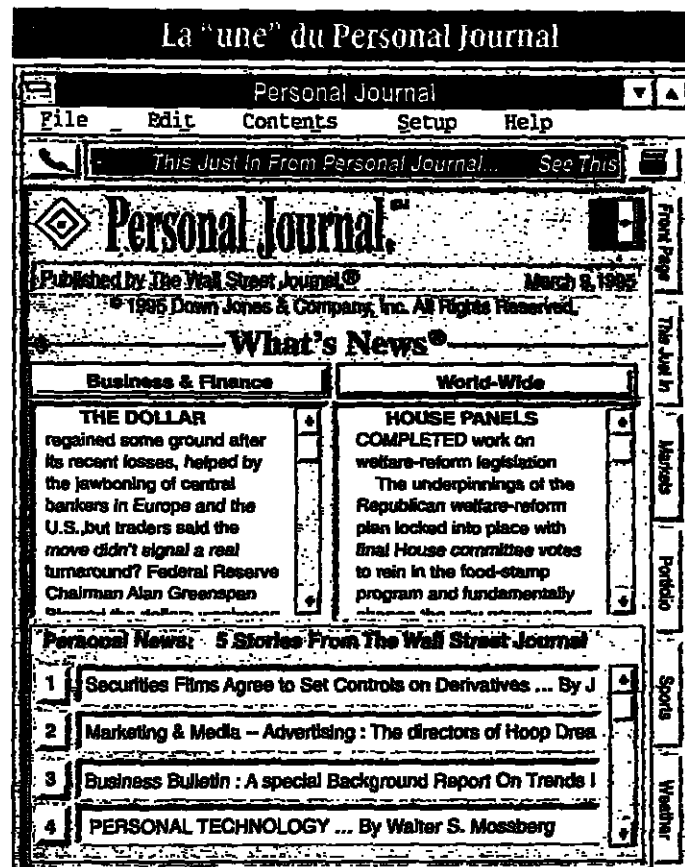 La "une" du Personal Journal
Personal Journal
File Edit Contents Setup Help
This Just In From Personal Journal... See This
Personal Journal.
Published by The Wall Street Journal.® March 9, 1995
© 1995 Down Jones & Company, Inc. All Rights Reserved.
What's News®
Business & Finance
THE DOLLAR
regained some ground after
its recent losses, helped by
the jawboning of central
bankers in Europe and the
U.S.,but traders said the
move didn't signal a real
turnaround? Federal Reserve
Chairman Alan Greenspan
World-Wide
HOUSE PANELS
COMPLETED work on
welfare-reform legislation
The underpinnings of the
Republican welfare-reform
plan locked into place with
final House committee votes
to rein in the food-stamp
program and fundamentally
Personal News: 5 Stories From The Wall Street Journal
1 Securities Films Agree to Set Controls on Derivatives ... By J
2 Marketing & Media – Advertising : The directors of Hoop Drea
3 Business Bulletin : A special Background Report On Trends I
4 PERSONAL TECHNOLOGY ... By Walter S. Mossberg
Front Page
This Just In
Markets
Portfolio
Sports
Weather